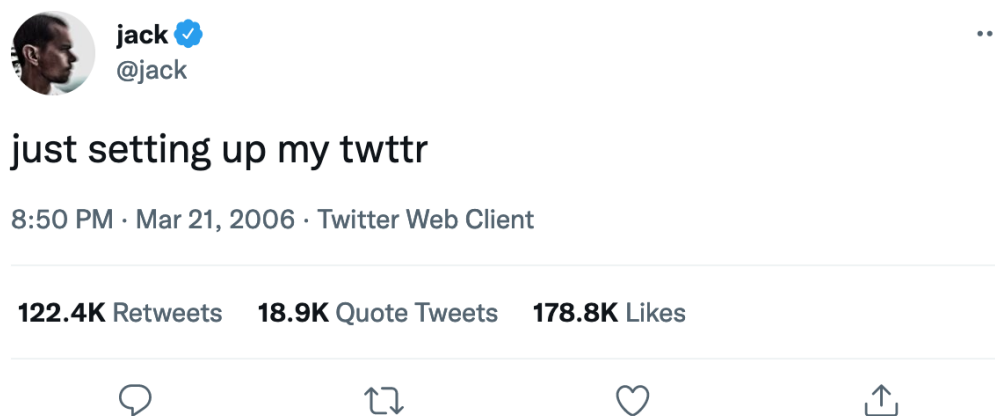 jack
@jack
just setting up my twttr
8:50 PM · Mar 21, 2006 · Twitter Web Client
122.4K Retweets 18.9K Quote Tweets 178.8K Likes